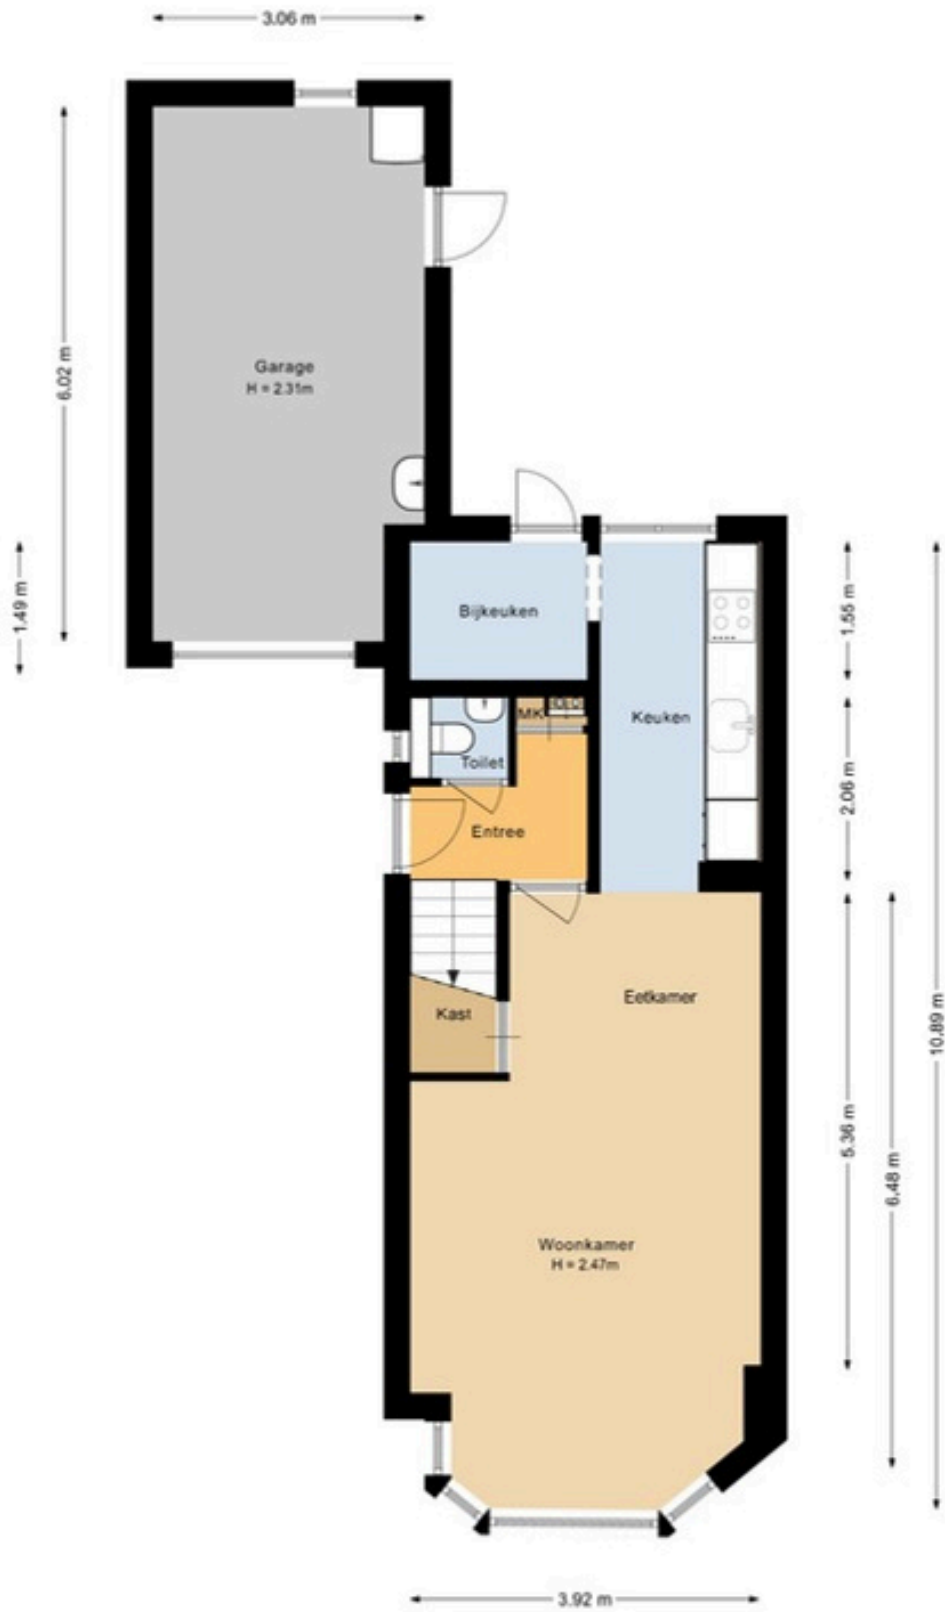 3.06 m
6.02 m
Garage
H = 2.31m
1.49 m
Bijkeuken
1.55 m
MK
Keuken
Toilet
2.06 m
Entree
10.89 m
Eetkamer
Kast
5.36 m
6.48 m
Woonkamer
H = 2.47m
3.92 m